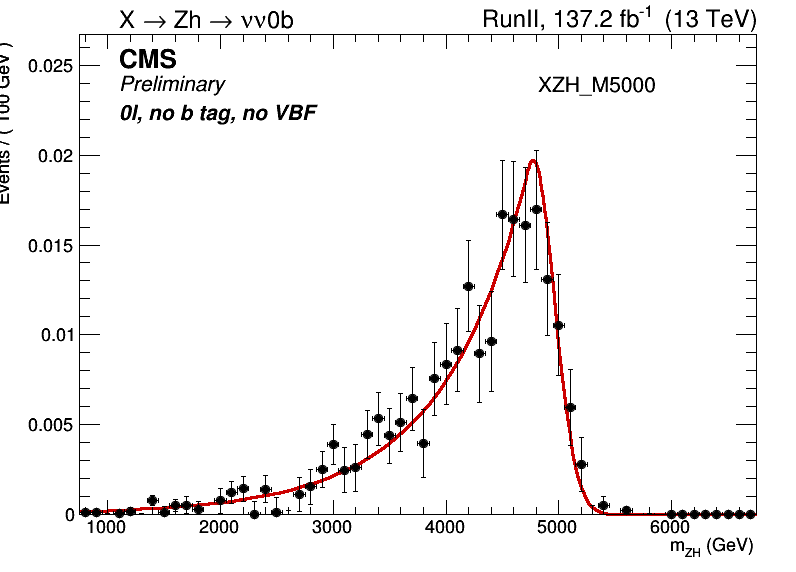 X → Zh → νν0b
RunII, 137.2 fb⁻¹ (13 TeV)
CMS
Preliminary
0l, no b tag, no VBF
XZH_M5000
Events / ( 100 GeV )
0.025
0.02
0.015
0.01
0.005
0
1000 2000 3000 4000 5000 6000
m_ZH (GeV)